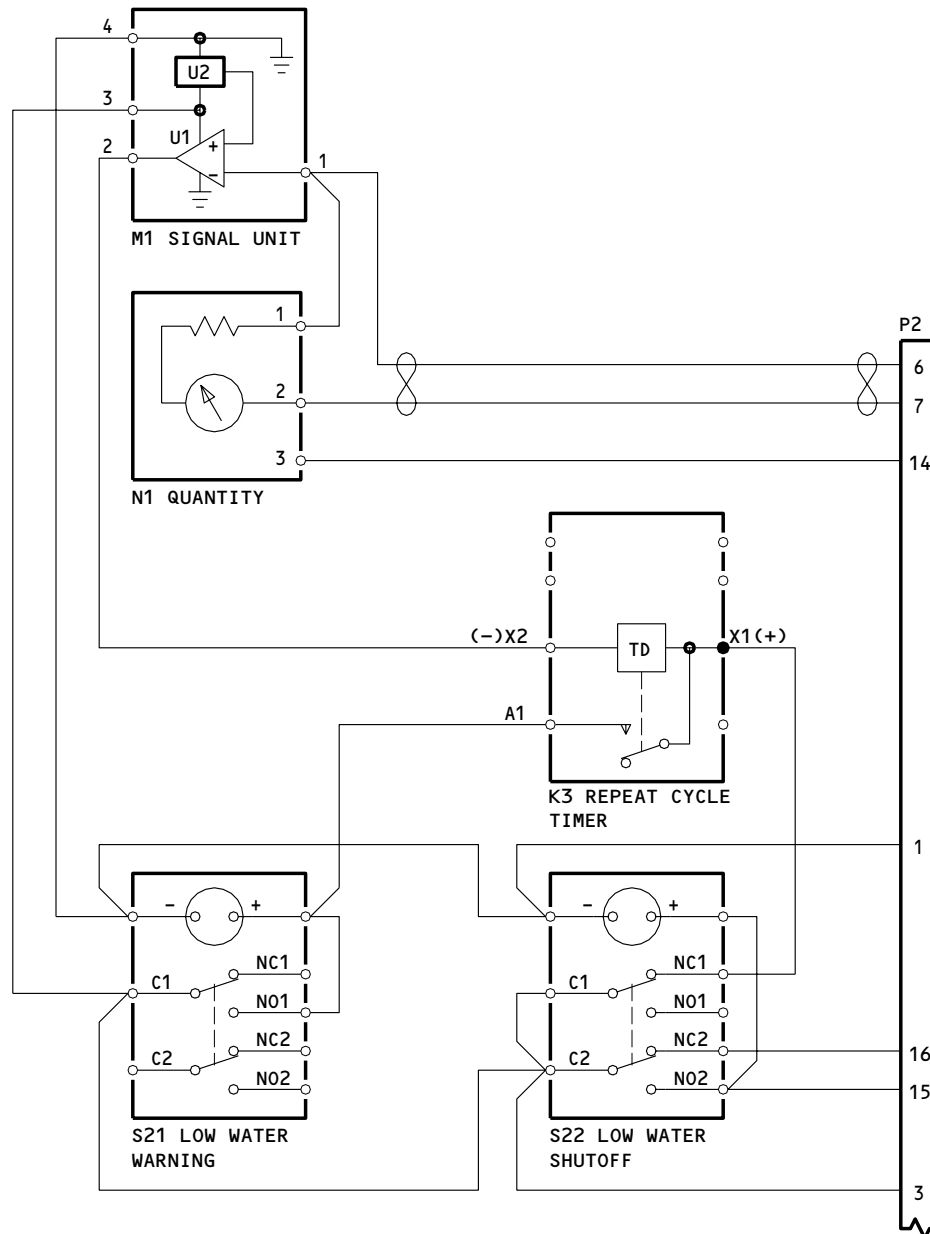 4
U2
3
U1
+
2
-
1
M1 SIGNAL UNIT
1
P2
6
2
7
3
14
N1 QUANTITY
(-)X2
TD
X1(+)
A1
K3 REPEAT CYCLE
TIMER
1
- +
- +
C1 NC1
C1 NC1
NO1
NO1
C2 NC2
C2 NC2
16
NO2
NO2
15
S21 LOW WATER
WARNING
S22 LOW WATER
SHUTOFF
3